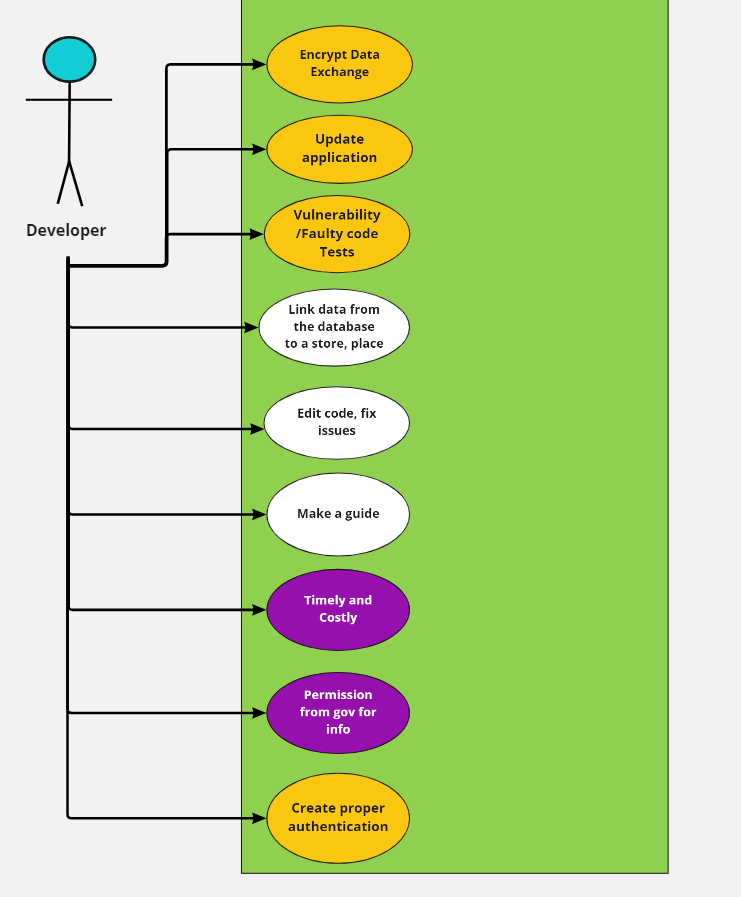 Encrypt Data
Exchange
Update
application
Developer
Vulnerability
/Faulty code
Tests
Link data from
the database
to a store, place
Edit code, fix
issues
Make a guide
Timely and
Costly
Permission
from gov for
info
Create proper
authentication